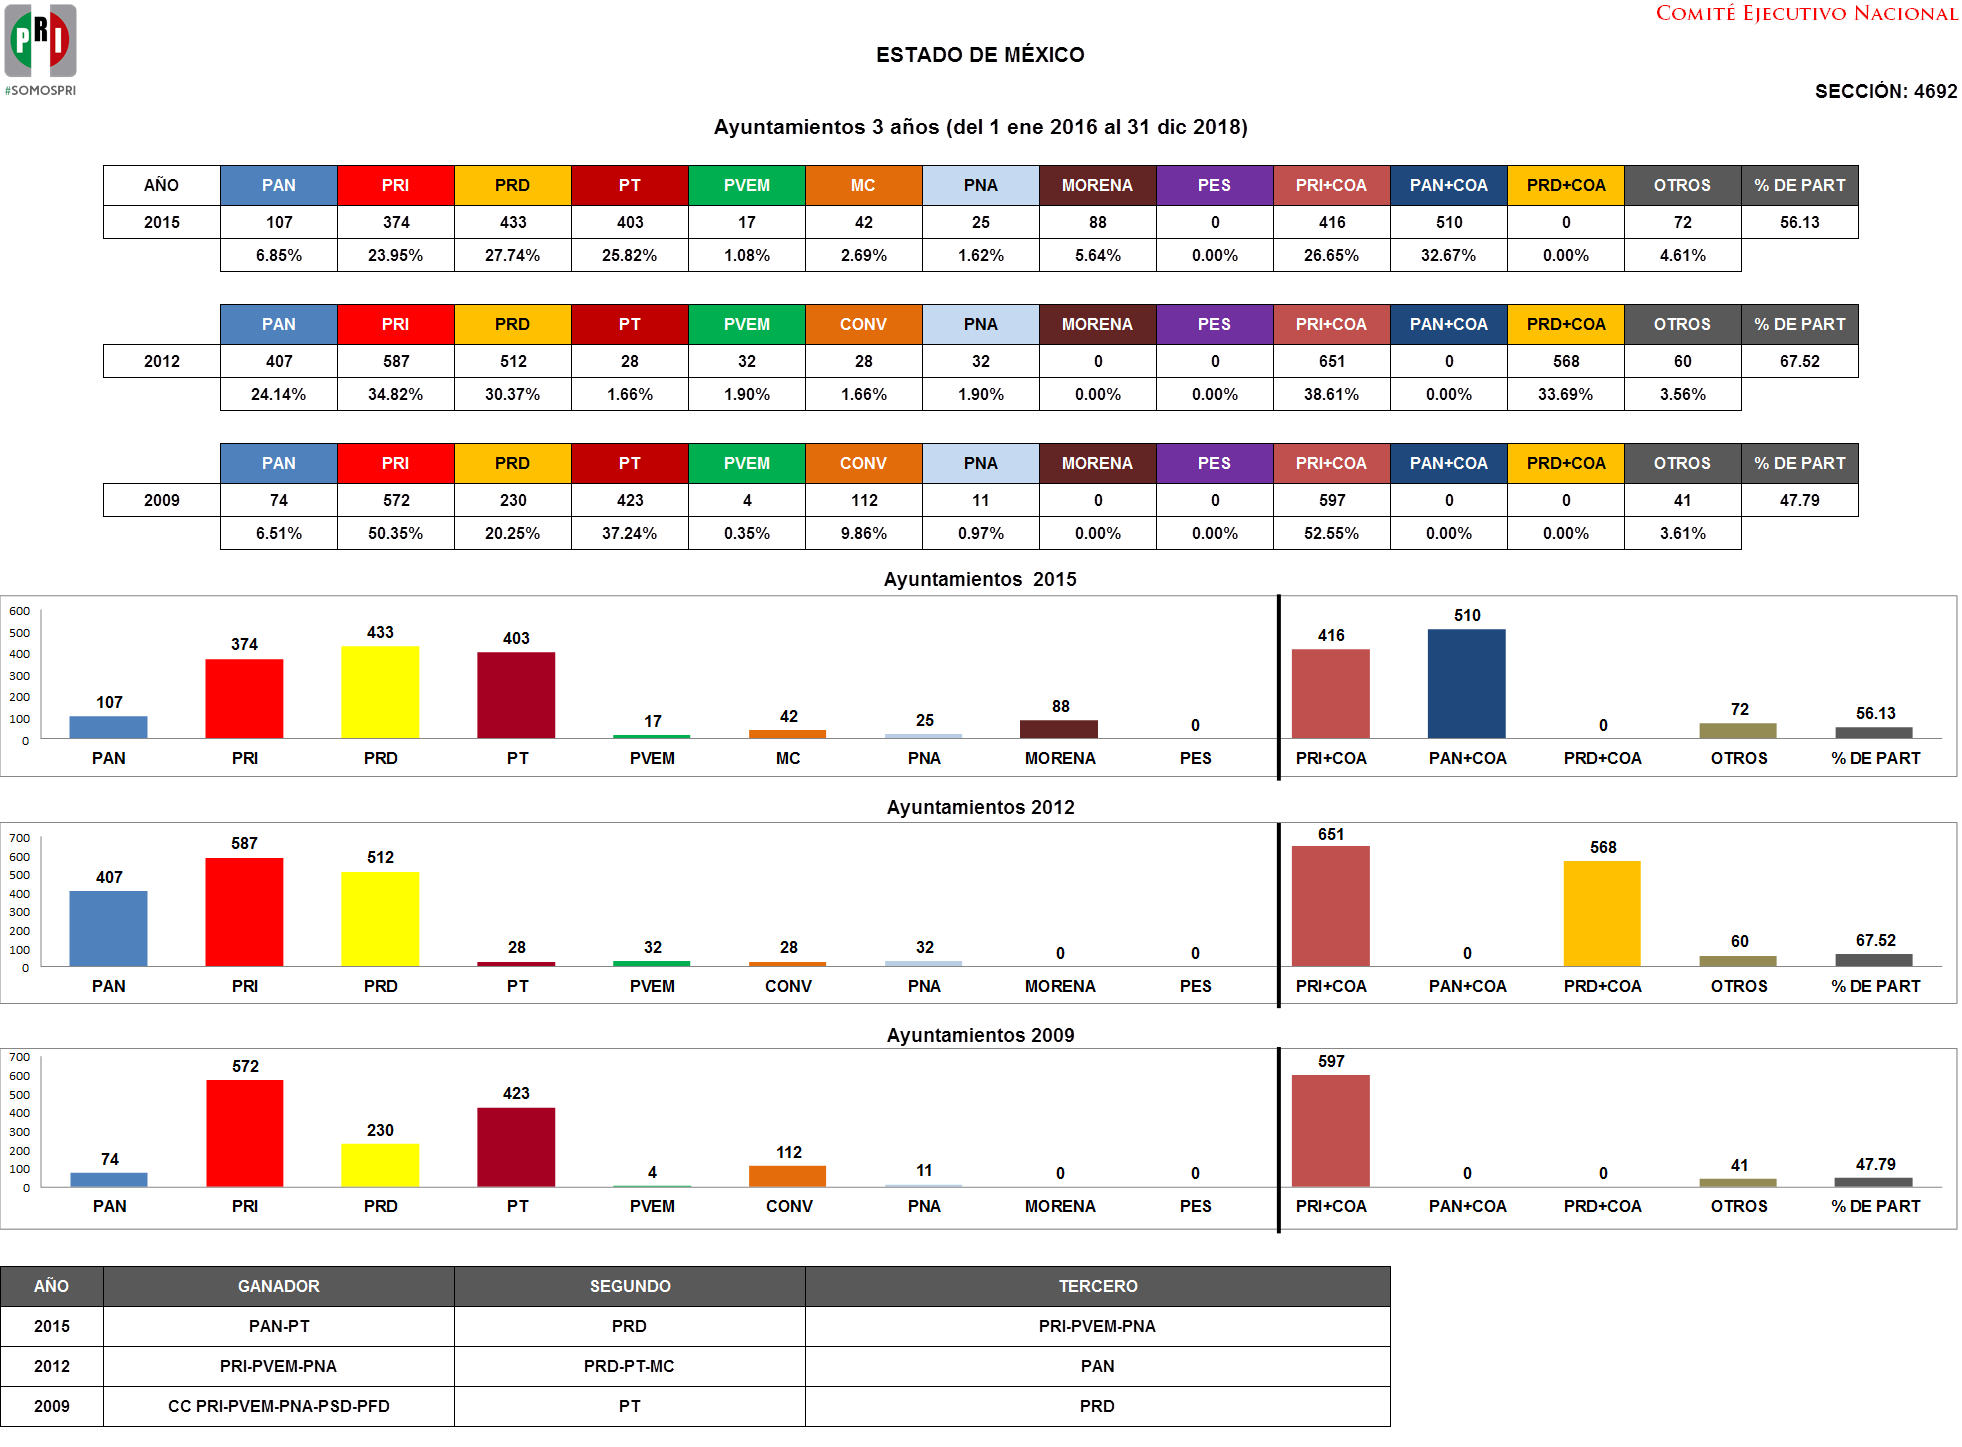 PRI
#SOMOSPRI
COMITÉ EJECUTIVO NACIONAL
ESTADO DE MÉXICO
SECCIÓN: 4692
Ayuntamientos 3 años (del 1 ene 2016 al 31 dic 2018)
AÑO PAN PRI PRD PT PVEM MC PNA MORENA PES PRI+COA PAN+COA PRD+COA OTROS % DE PART
2015 107 374 433 403 17 42 25 88 0 416 510 0 72 56.13
6.85% 23.95% 27.74% 25.82% 1.08% 2.69% 1.62% 5.64% 0.00% 26.65% 32.67% 0.00% 4.61%
PAN PRI PRD PT PVEM CONV PNA MORENA PES PRI+COA PAN+COA PRD+COA OTROS % DE PART
2012 407 587 512 28 32 28 32 0 0 651 0 568 60 67.52
24.14% 34.82% 30.37% 1.66% 1.90% 1.66% 1.90% 0.00% 0.00% 38.61% 0.00% 33.69% 3.56%
PAN PRI PRD PT PVEM CONV PNA MORENA PES PRI+COA PAN+COA PRD+COA OTROS % DE PART
2009 74 572 230 423 4 112 11 0 0 597 0 0 41 47.79
6.51% 50.35% 20.25% 37.24% 0.35% 9.86% 0.97% 0.00% 0.00% 52.55% 0.00% 0.00% 3.61%
Ayuntamientos 2015
600
500
400
300
200
100
0
107 374 433 403 17 42 25 88 0 416 510 0 72 56.13
PAN PRI PRD PT PVEM MC PNA MORENA PES PRI+COA PAN+COA PRD+COA OTROS % DE PART
Ayuntamientos 2012
700
600
500
400
300
200
100
0
407 587 512 28 32 28 32 0 0 651 0 568 60 67.52
PAN PRI PRD PT PVEM CONV PNA MORENA PES PRI+COA PAN+COA PRD+COA OTROS % DE PART
Ayuntamientos 2009
700
600
500
400
300
200
100
0
74 572 230 423 4 112 11 0 0 597 0 0 41 47.79
PAN PRI PRD PT PVEM CONV PNA MORENA PES PRI+COA PAN+COA PRD+COA OTROS % DE PART
AÑO GANADOR SEGUNDO TERCERO
2015 PAN-PT PRD PRI-PVEM-PNA
2012 PRI-PVEM-PNA PRD-PT-MC PAN
2009 CC PRI-PVEM-PNA-PSD-PFD PT PRD